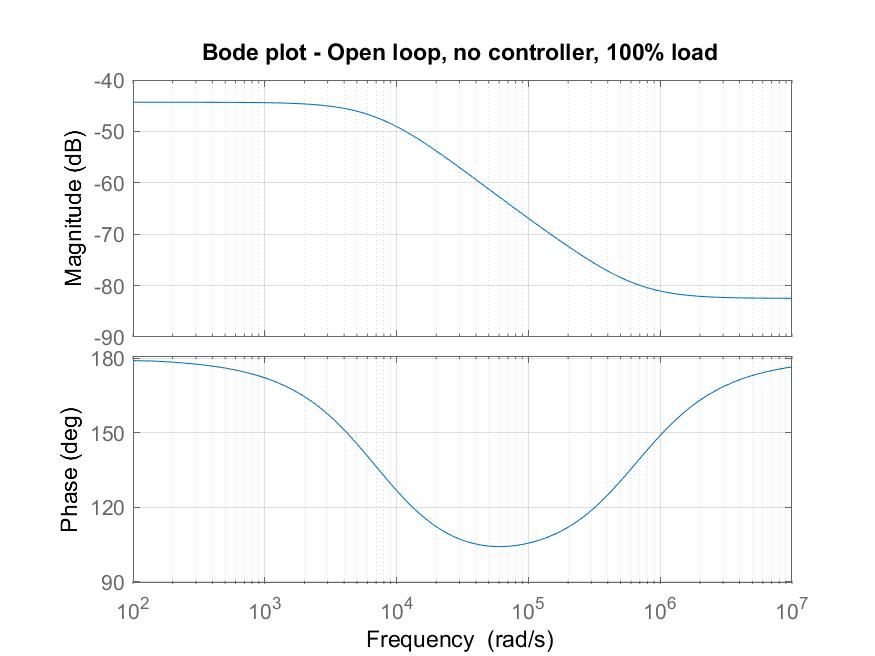 Bode plot - Open loop, no controller, 100% load
Magnitude (dB)
-40
-50
-60
-70
-80
-90
Phase (deg)
180
150
120
90
10^2 10^3 10^4 10^5 10^6 10^7
Frequency (rad/s)